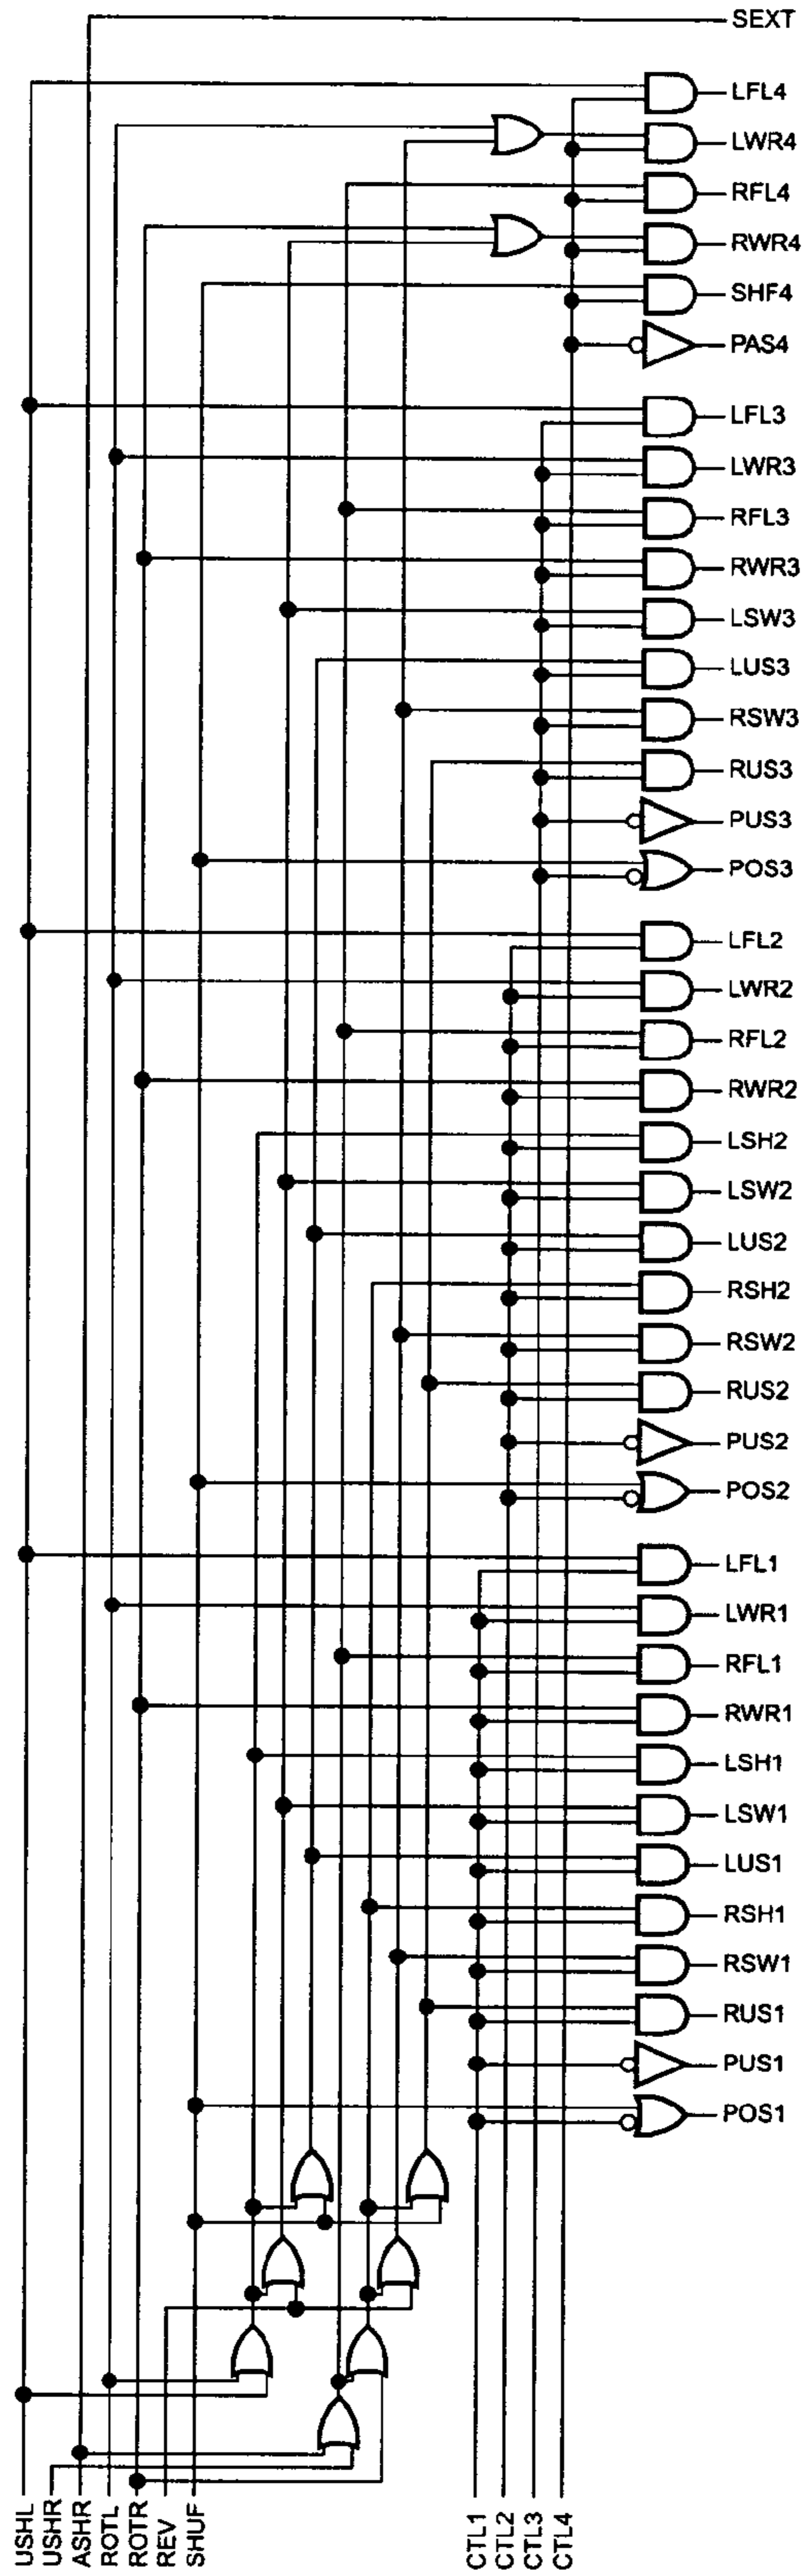 SEXT
LFL4
LWR4
RFL4
RWR4
SHF4
PAS4
LFL3
LWR3
RFL3
RWR3
LSW3
LUS3
RSW3
RUS3
PUS3
POS3
LFL2
LWR2
RFL2
RWR2
LSH2
LSW2
LUS2
RSH2
RSW2
RUS2
PUS2
POS2
LFL1
LWR1
RFL1
RWR1
LSH1
LSW1
LUS1
RSH1
RSW1
RUS1
PUS1
POS1
USHL
USHR
ASHR
ROTL
ROTR
REV
SHUF
CTL1
CTL2
CTL3
CTL4